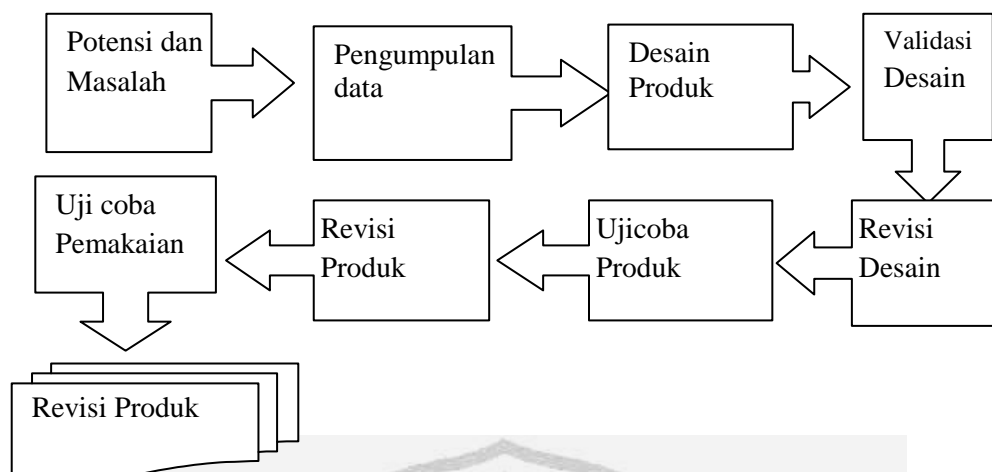 Potensi dan
Masalah
Pengumpulan
data
Desain
Produk
Validasi
Desain
Revisi
Desain
Ujicoba
Produk
Revisi
Produk
Uji coba
Pemakaian
Revisi Produk